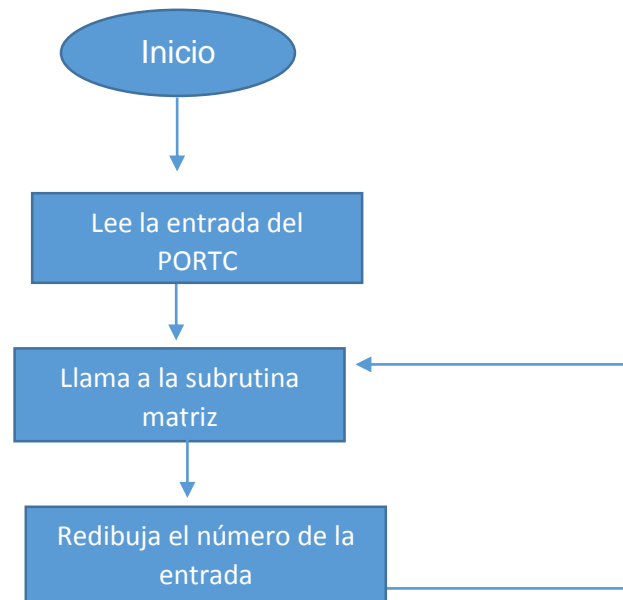 Inicio
Lee la entrada del
PORTC
Llama a la subrutina
matriz
Redibuja el número de la
entrada